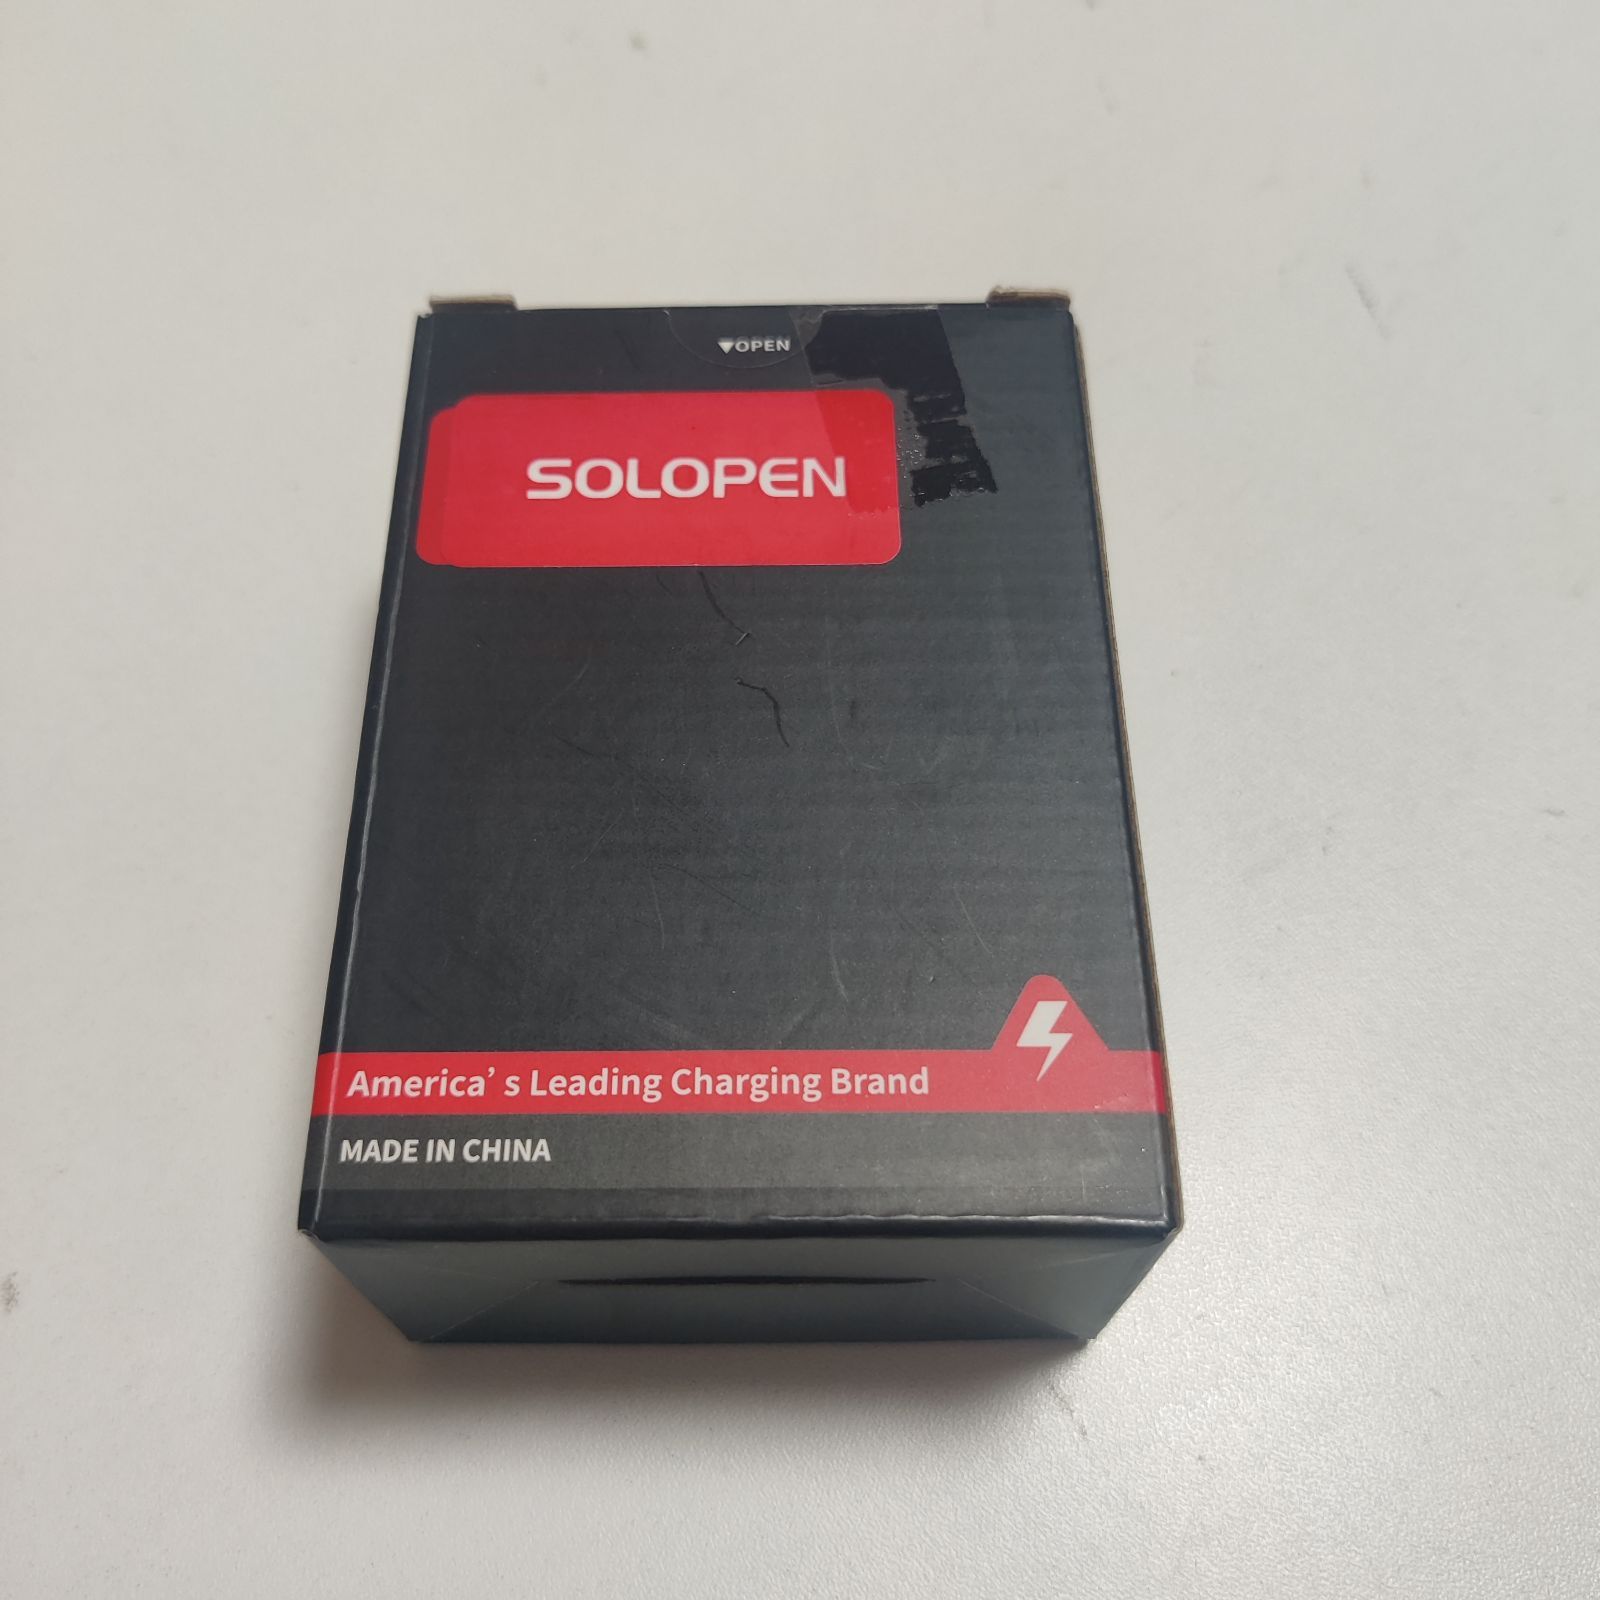 ▼OPEN
SOLOPEN
America’s Leading Charging Brand
MADE IN CHINA